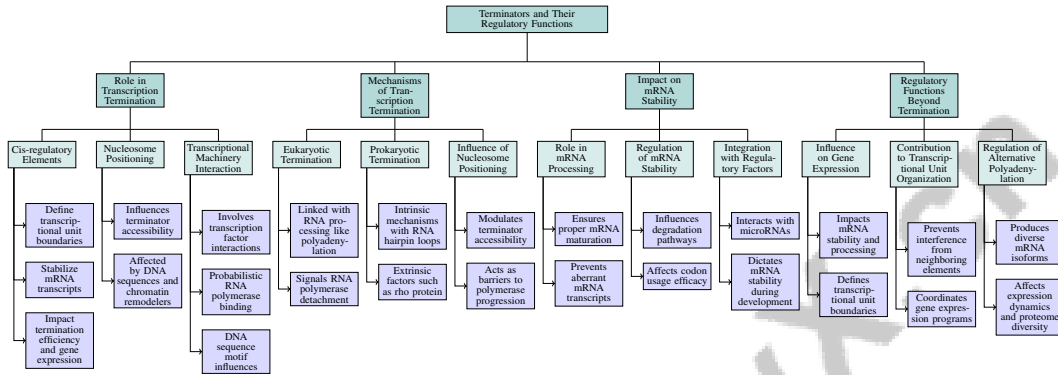 Terminators and Their
Regulatory Functions
Role in
Transcription
Termination
Mechanisms
of Tran-
scription
Termination
Impact on
mRNA
Stability
Regulatory
Functions
Beyond
Termination
Cis-regulatory
Elements
Nucleosome
Positioning
Transcriptional
Machinery
Interaction
Eukaryotic
Termination
Prokaryotic
Termination
Influence of
Nucleosome
Positioning
Role in
mRNA
Processing
Regulation
of mRNA
Stability
Integration
with Regula-
tory Factors
Influence
on Gene
Expression
Contribution
to Transcrip-
tional Unit
Organization
Regulation
of Alternative
Polyadeny-
lation
Define
transcrip-
tional unit
boundaries
Stabilize
mRNA
transcripts
Impact
termination
efficiency
and gene
expression
Influences
terminator
accessibility
Affected by
DNA
sequences and
chromatin
remodelers
Involves
transcription
factor
interactions
Probabilistic
RNA
polymerase
binding
DNA
sequence
motif
influences
Linked with
RNA pro-
cessing like
polyadeny-
lation
Signals RNA
polymerase
detachment
Intrinsic
mechanisms
with RNA
hairpin loops
Extrinsic
factors such
as rho protein
Modulates
terminator
accessibility
Acts as
barriers to
polymerase
progression
Ensures
proper mRNA
maturation
Prevents
aberrant
mRNA
transcripts
Influences
degradation
pathways
Affects codon
usage efficacy
Interacts with
microRNAs
Dictates
mRNA
stability during
development
Impacts
mRNA
stability and
processing
Defines
transcrip-
tional unit
boundaries
Prevents
interference
from
neighboring
elements
Coordinates
gene expres-
sion programs
Produces
diverse mRNA
isoforms
Affects
expression
dynamics
and proteome
diversity